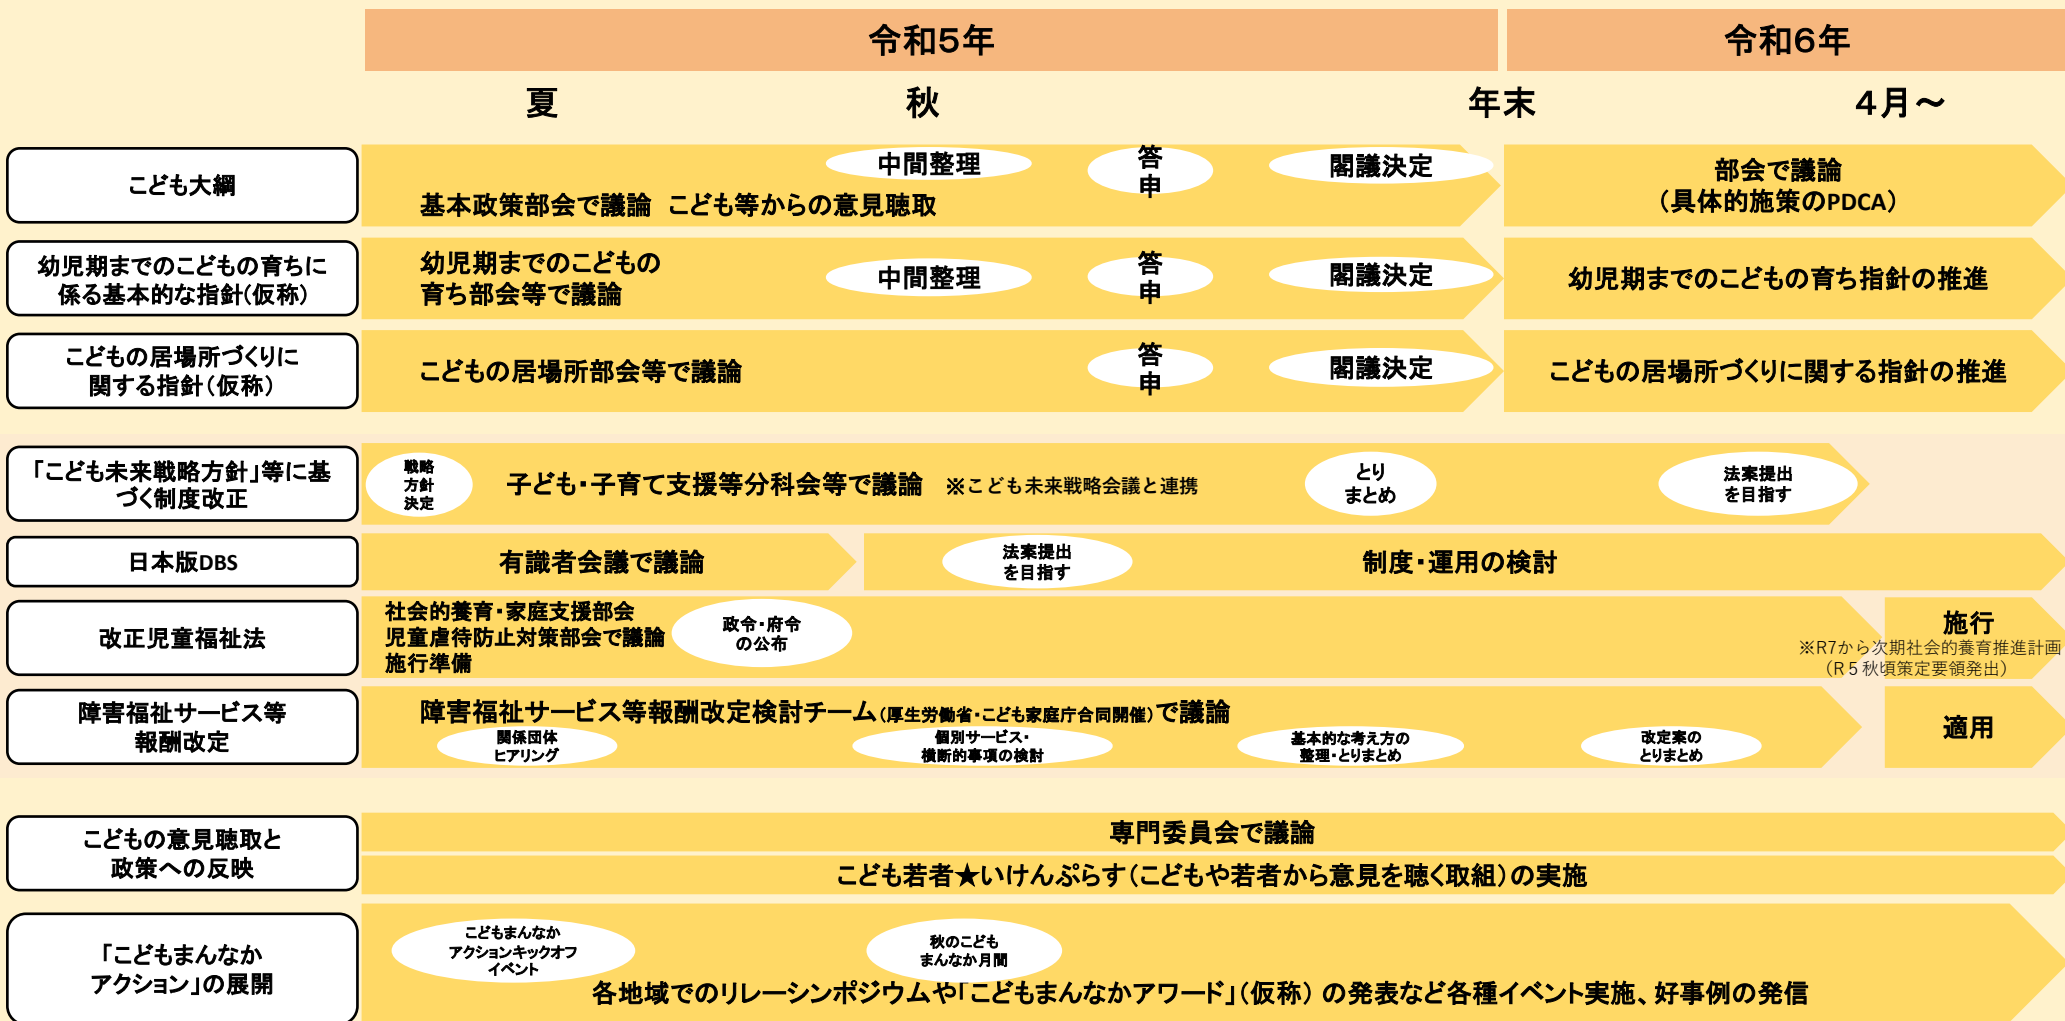 令和5年
令和6年
夏
秋
年末
4月～
こども大綱
中間整理
答
申
閣議決定
基本政策部会で議論 こども等からの意見聴取
部会で議論
（具体的施策のPDCA）
幼児期までのこどもの育ちに
係る基本的な指針(仮称)
幼児期までのこどもの
育ち部会等で議論
中間整理
答
申
閣議決定
幼児期までのこどもの育ち指針の推進
こどもの居場所づくりに
関する指針(仮称)
こどもの居場所部会等で議論
答
申
閣議決定
こどもの居場所づくりに関する指針の推進
「こども未来戦略方針」等に基
づく制度改正
戦略
方針
決定
子ども・子育て支援等分科会等で議論 ※こども未来戦略会議と連携
とり
まとめ
法案提出
を目指す
日本版DBS
有識者会議で議論
法案提出
を目指す
制度・運用の検討
改正児童福祉法
社会的養育・家庭支援部会
児童虐待防止対策部会で議論
施行準備
政令・府令
の公布
施行
※R7から次期社会的養育推進計画
（R５秋頃策定要領発出）
障害福祉サービス等
報酬改定
障害福祉サービス等報酬改定検討チーム(厚生労働省・こども家庭庁合同開催)で議論
関係団体
ヒアリング
個別サービス・
横断的事項の検討
基本的な考え方の
整理・とりまとめ
改定案の
とりまとめ
適用
こどもの意見聴取と
政策への反映
専門委員会で議論
こども若者★いけんぷらす(こどもや若者から意見を聴く取組)の実施
「こどもまんなか
アクション」の展開
こどもまんなか
アクションキックオフ
イベント
秋のこども
まんなか月間
各地域でのリレーシンポジウムや「こどもまんなかアワード」(仮称) の発表など各種イベント実施、好事例の発信